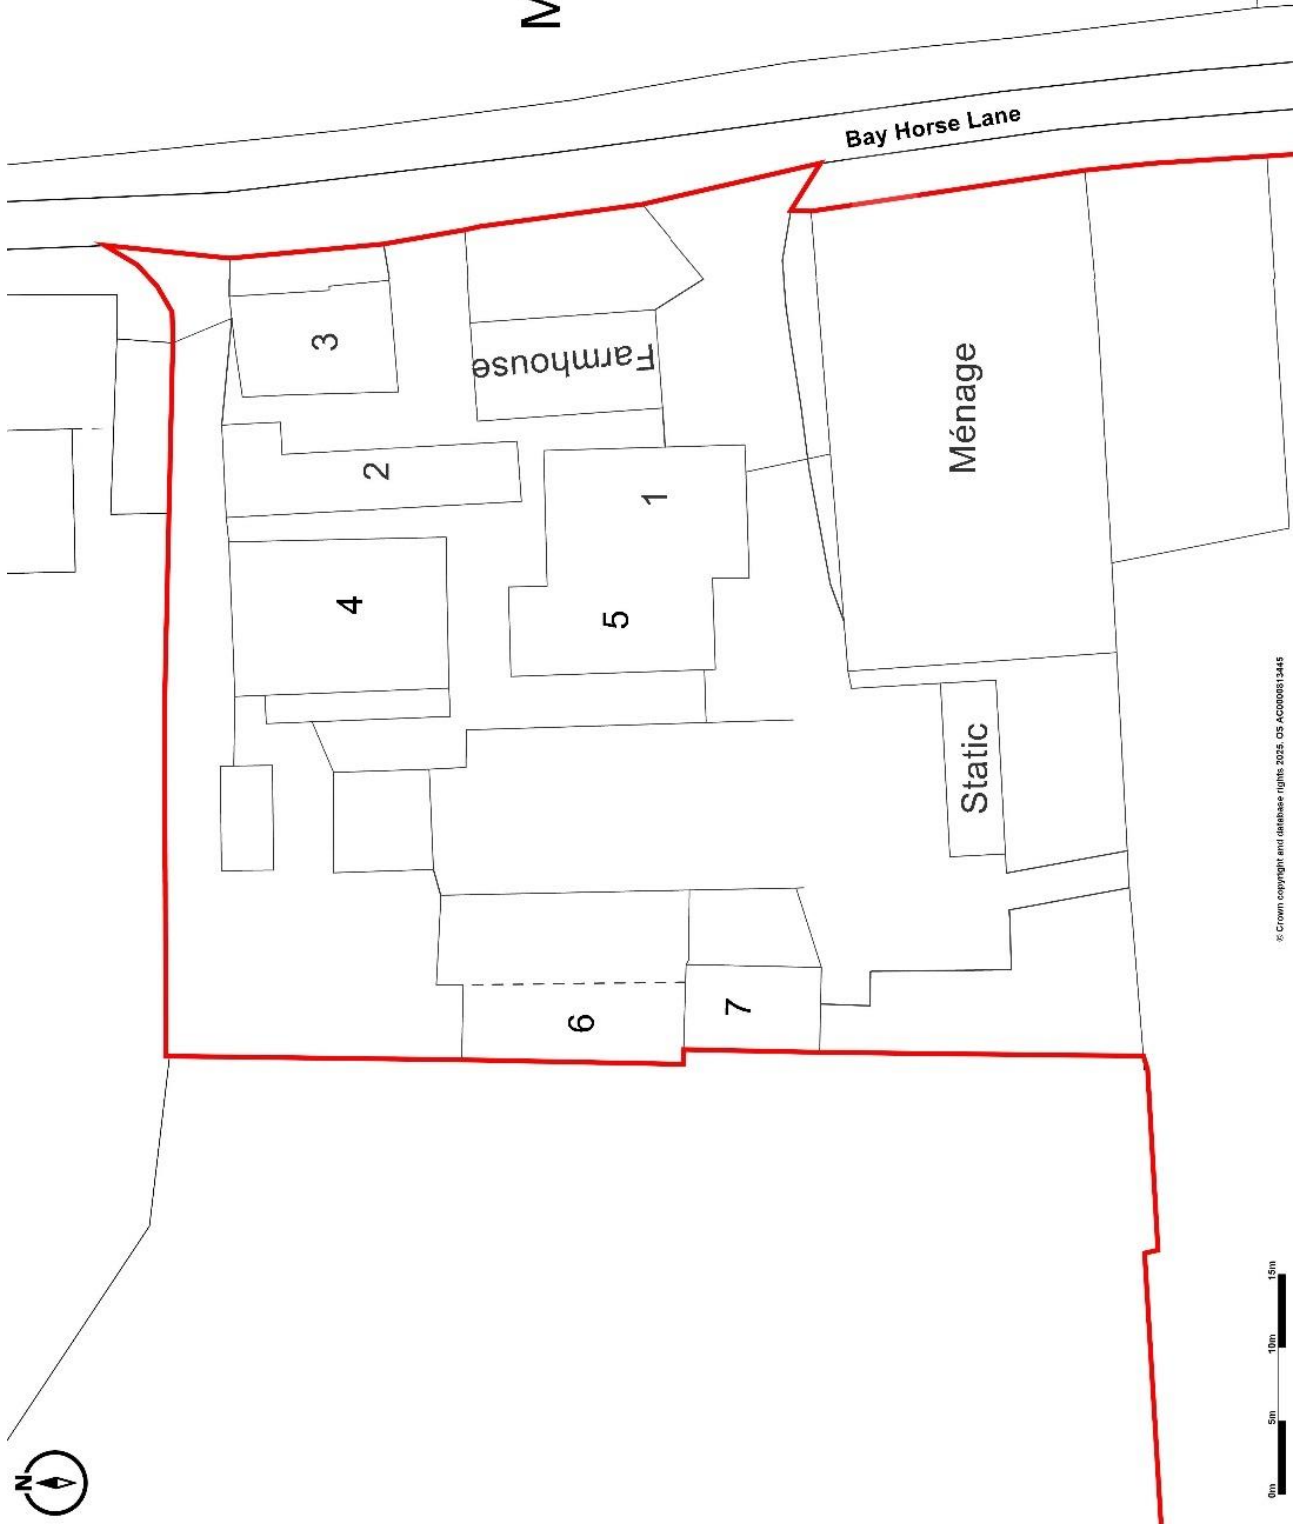 M
Bay Horse Lane
3
Farmhouse
2
1
Ménage
4
5
Static
6
7
N
0m 5m 10m 15m
© Crown copyright and database rights 2025. OS AC0000813445